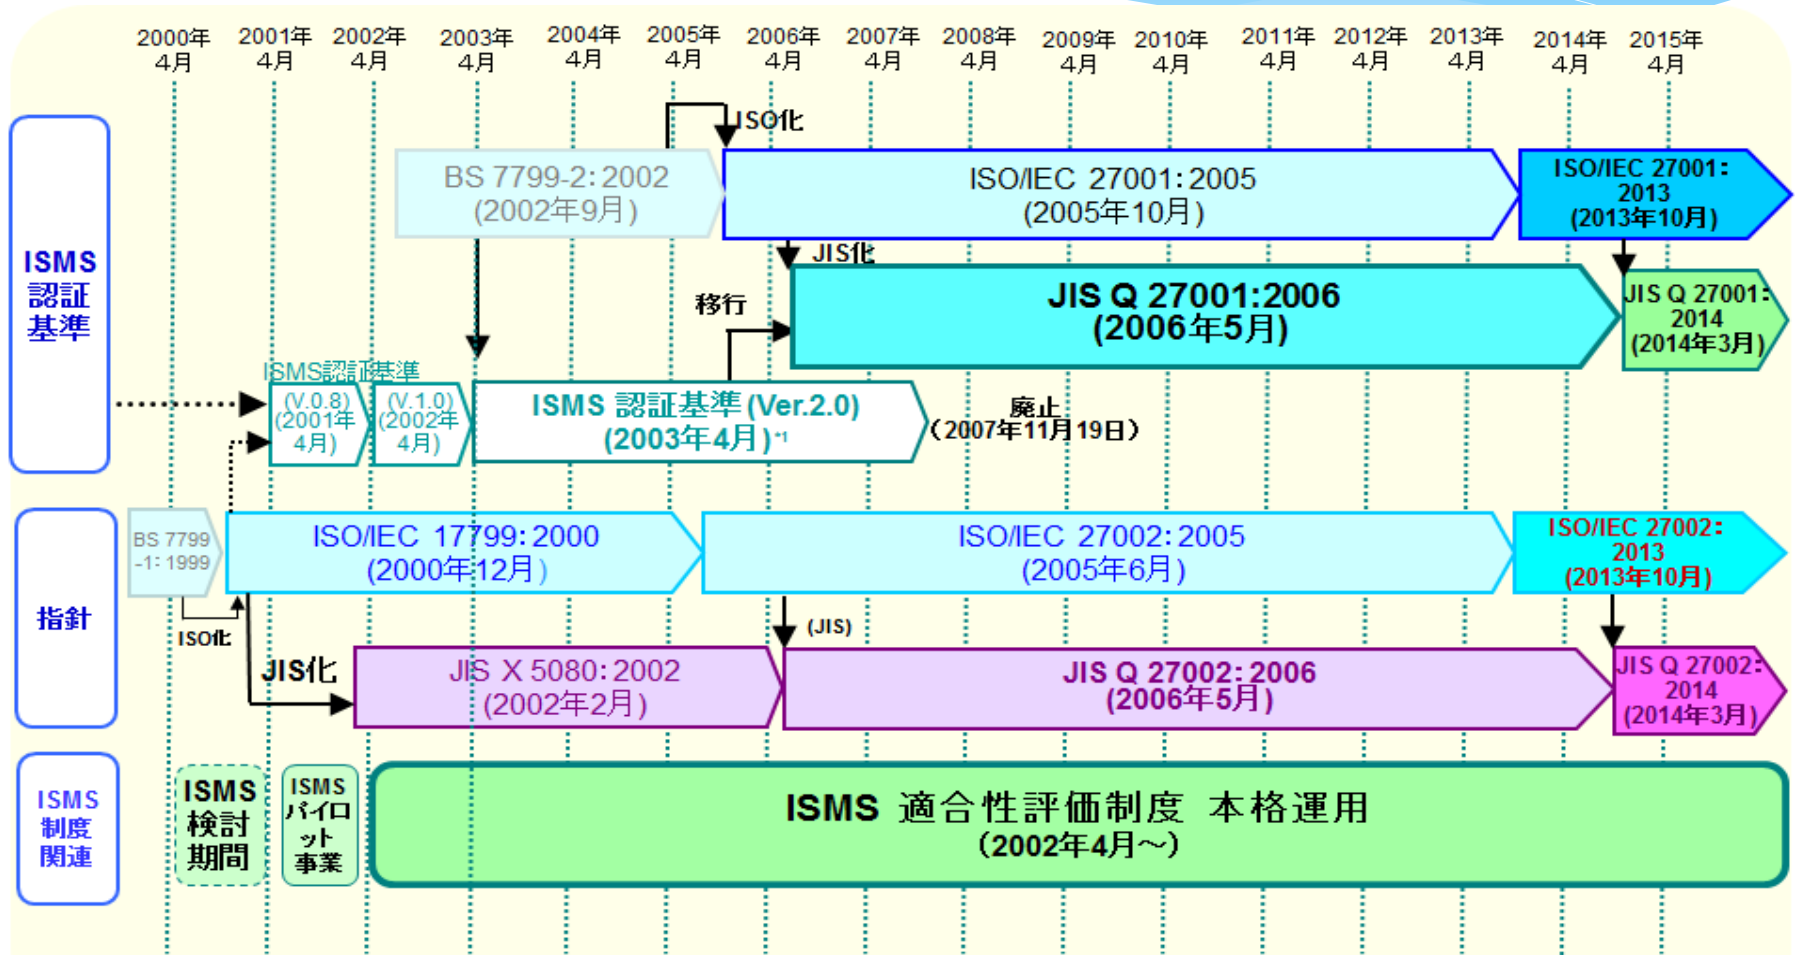 2000年 2001年 2002年 2003年 2004年 2005年 2006年 2007年 2008年 2009年 2010年 2011年 2012年 2013年 2014年 2015年
4月 4月 4月 4月 4月 4月 4月 4月 4月 4月 4月 4月 4月 4月 4月 4月
ISMS
認証
基準
ISO化
BS 7799-2：2002
(2002年9月)
ISO/IEC 27001：2005
(2005年10月)
ISO/IEC 27001：
2013
(2013年10月)
JIS化
移行
JIS Q 27001:2006
(2006年5月)
JIS Q 27001：
2014
(2014年3月)
ISMS認証基準
(V.0.8)
(2001年
4月)
(V.1.0)
(2002年
4月)
ISMS 認証基準(Ver.2.0)
(2003年4月)*1
廃止
（2007年11月19日）
指針
BS 7799
-1：1999
ISO化
ISO/IEC 17799：2000
(2000年12月）
ISO/IEC 27002：2005
(2005年6月)
ISO/IEC 27002：
2013
(2013年10月)
JIS化
(JIS)
JIS X 5080：2002
(2002年2月)
JIS Q 27002：2006
(2006年5月)
JIS Q 27002：
2014
(2014年3月)
ISMS
制度
関連
ISMS
検討
期間
ISMS
パイロ
ット
事業
ISMS 適合性評価制度 本格運用
（2002年4月～）